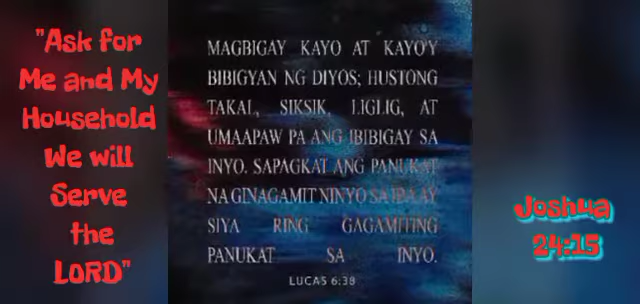 "Ask for
Me and My
Household
We will
Serve
the
LORD"
MAGBIGAY KAYO AT KAYO'Y
BIBIGYAN NG DIYOS; HUSTONG
TAKAL, SIKSIK, LIGLIG, AT
UMAAPAW PA ANG IBIBIGAY SA
INYO. SAPAGKAT ANG PANUKAT
NA GINAGAMIT NINYO SA IBA AY
SIYA RING GAGAMITING
PANUKAT SA INYO.
LUCAS 6:38
Joshua
24:15